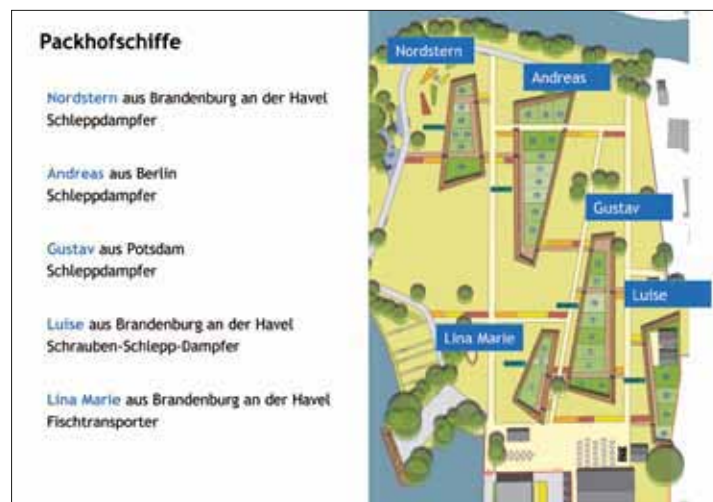 Packhofschiffe
Nordstern aus Brandenburg an der Havel
Schleppdampfer
Andreas aus Berlin
Schleppdampfer
Gustav aus Potsdam
Schleppdampfer
Luise aus Brandenburg an der Havel
Schrauben-Schlepp-Dampfer
Lina Marie aus Brandenburg an der Havel
Fischtransporter
Nordstern
Andreas
Gustav
Luise
Lina Marie